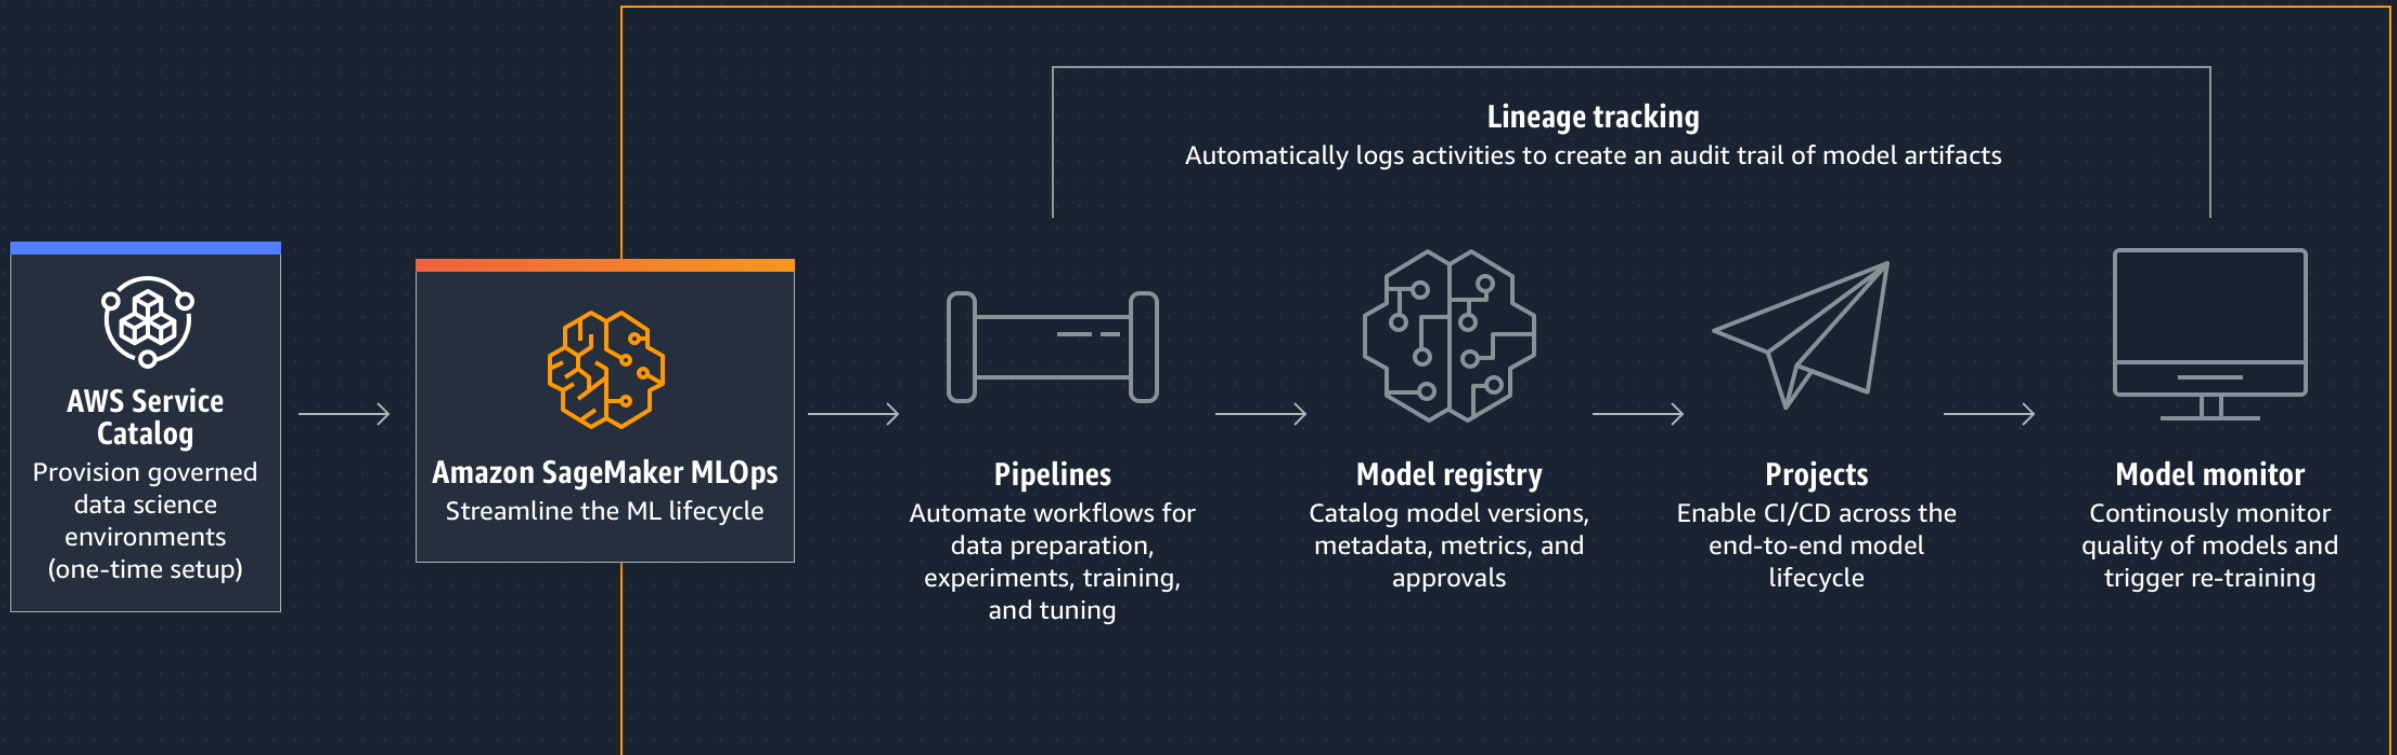 Lineage tracking
Automatically logs activities to create an audit trail of model artifacts
AWS Service
Catalog
Provision governed
data science
environments
(one-time setup)
Amazon SageMaker MLOps
Streamline the ML lifecycle
Pipelines
Automate workflows for
data preparation,
experiments, training,
and tuning
Model registry
Catalog model versions,
metadata, metrics, and
approvals
Projects
Enable CI/CD across the
end-to-end model
lifecycle
Model monitor
Continously monitor
quality of models and
trigger re-training